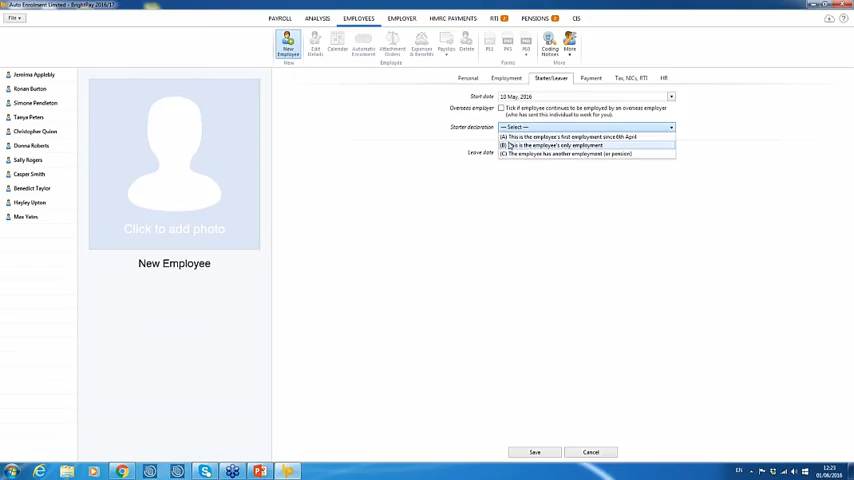 Auto Enrolment Limited - BrightPay 2016/17
File
PAYROLL ANALYSIS EMPLOYEES EMPLOYER HMRC PAYMENTS RTI PENSIONS CIS
New Employee
Edit Details
Calendar
Automatic Enrolment
Attachment Orders
Expenses & Benefits
Payslips
Delete
P11
P45
P60
Coding Notices
More
New Employee Forms More
Jemima Appleby
Ronan Burton
Simone Pendleton
Tanya Peters
Christopher Quinn
Donna Roberts
Sally Rogers
Casper Smith
Benedict Taylor
Hayley Upton
Max Yates
Click to add photo
New Employee
Personal Employment Starter/Leaver Payment Tax, NICs, RTI HR
Start date 10 May, 2016
Overseas employer Tick if employee continues to be employed by an overseas employer
(who has sent this individual to work for you).
Starter declaration — Select —
(A) This is the employee's first employment since 6th April
(B) This is the employee's only employment
(C) The employee has another employment (or pension)
Leave date
Save Cancel
EN 12:23
01/06/2016